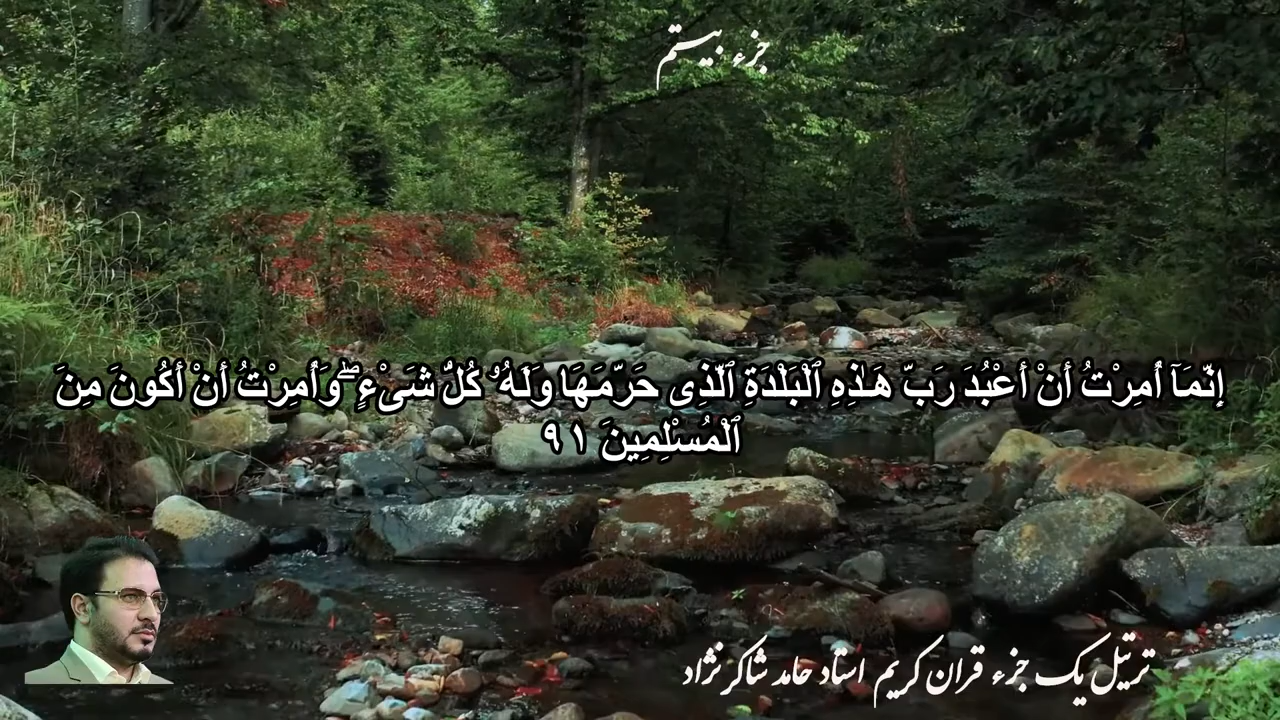 جزء بیستم
إِنَّمَآ أُمِرْتُ أَنْ أَعْبُدَ رَبَّ هَـٰذِهِ ٱلْبَلْدَةِ ٱلَّذِى حَرَّمَهَا وَلَهُۥ كُلُّ شَىْءٍۢ ۖ وَأُمِرْتُ أَنْ أَكُونَ مِنَ
ٱلْمُسْلِمِينَ ٩١
ترتیل یک جزء قران کریم استاد حامد شاکرنژاد